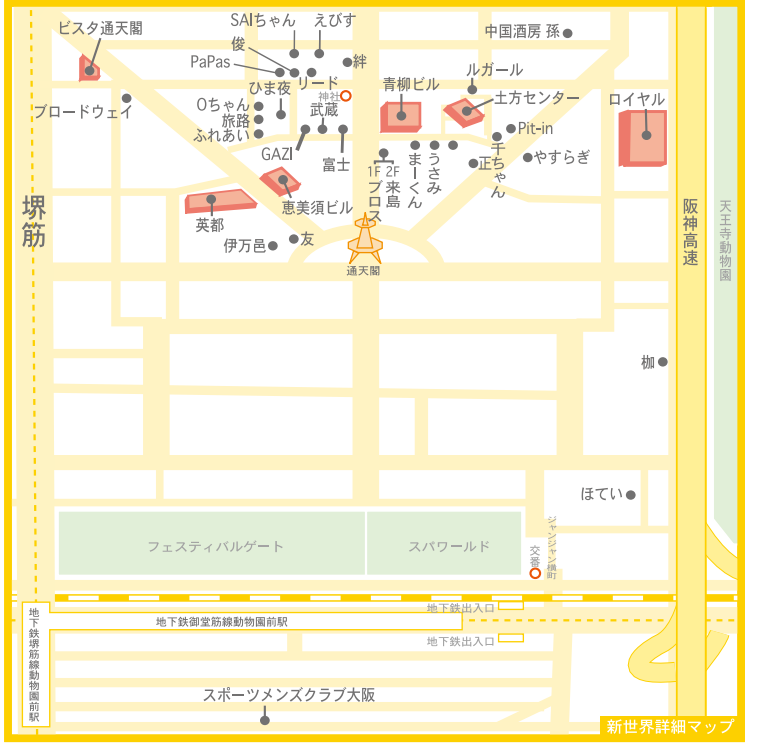 SAIちゃん
えびす
ビスタ通天閣
俊
中国酒房 孫
PaPas
絆
リード
ルガール
ひま夜
神社
青柳ビル
土方センター
ロイヤル
ブロードウェイ
Oちゃん
旅路
ふれあい
武蔵
Pit-in
GAZI
富士
1F ブロス
2F 来島
まーくん
うさみ
正
千ちゃん
やすらぎ
堺筋
英都
恵美須ビル
伊万邑
友
通天閣
阪神高速
天王寺動物園
枷
ほてい
フェスティバルゲート
スパワールド
交番
ジャンジャン横町
地下鉄出入口
地下鉄御堂筋線動物園前駅
地下鉄堺筋線動物園前駅
地下鉄出入口
スポーツメンズクラブ大阪
新世界詳細マップ